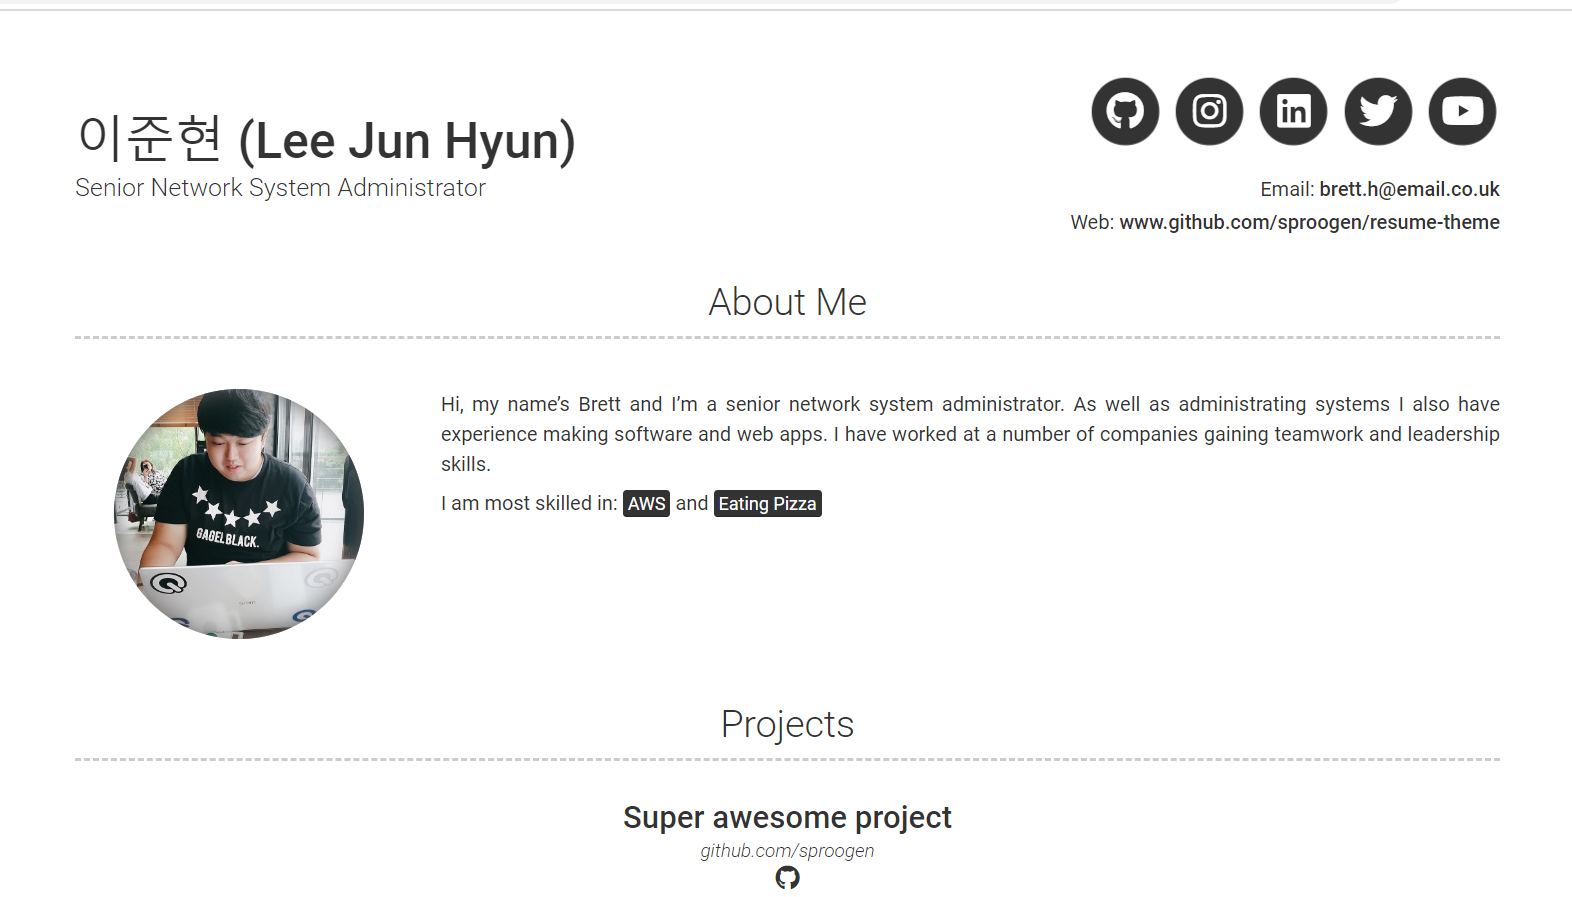 이준현 (Lee Jun Hyun)
Senior Network System Administrator
Email: brett.h@email.co.uk
Web: www.github.com/sproogen/resume-theme
About Me
Hi, my name’s Brett and I’m a senior network system administrator. As well as administrating systems I also have
experience making software and web apps. I have worked at a number of companies gaining teamwork and leadership
skills.
I am most skilled in: AWS and Eating Pizza
GAGEL BLACK.
Projects
Super awesome project
github.com/sproogen